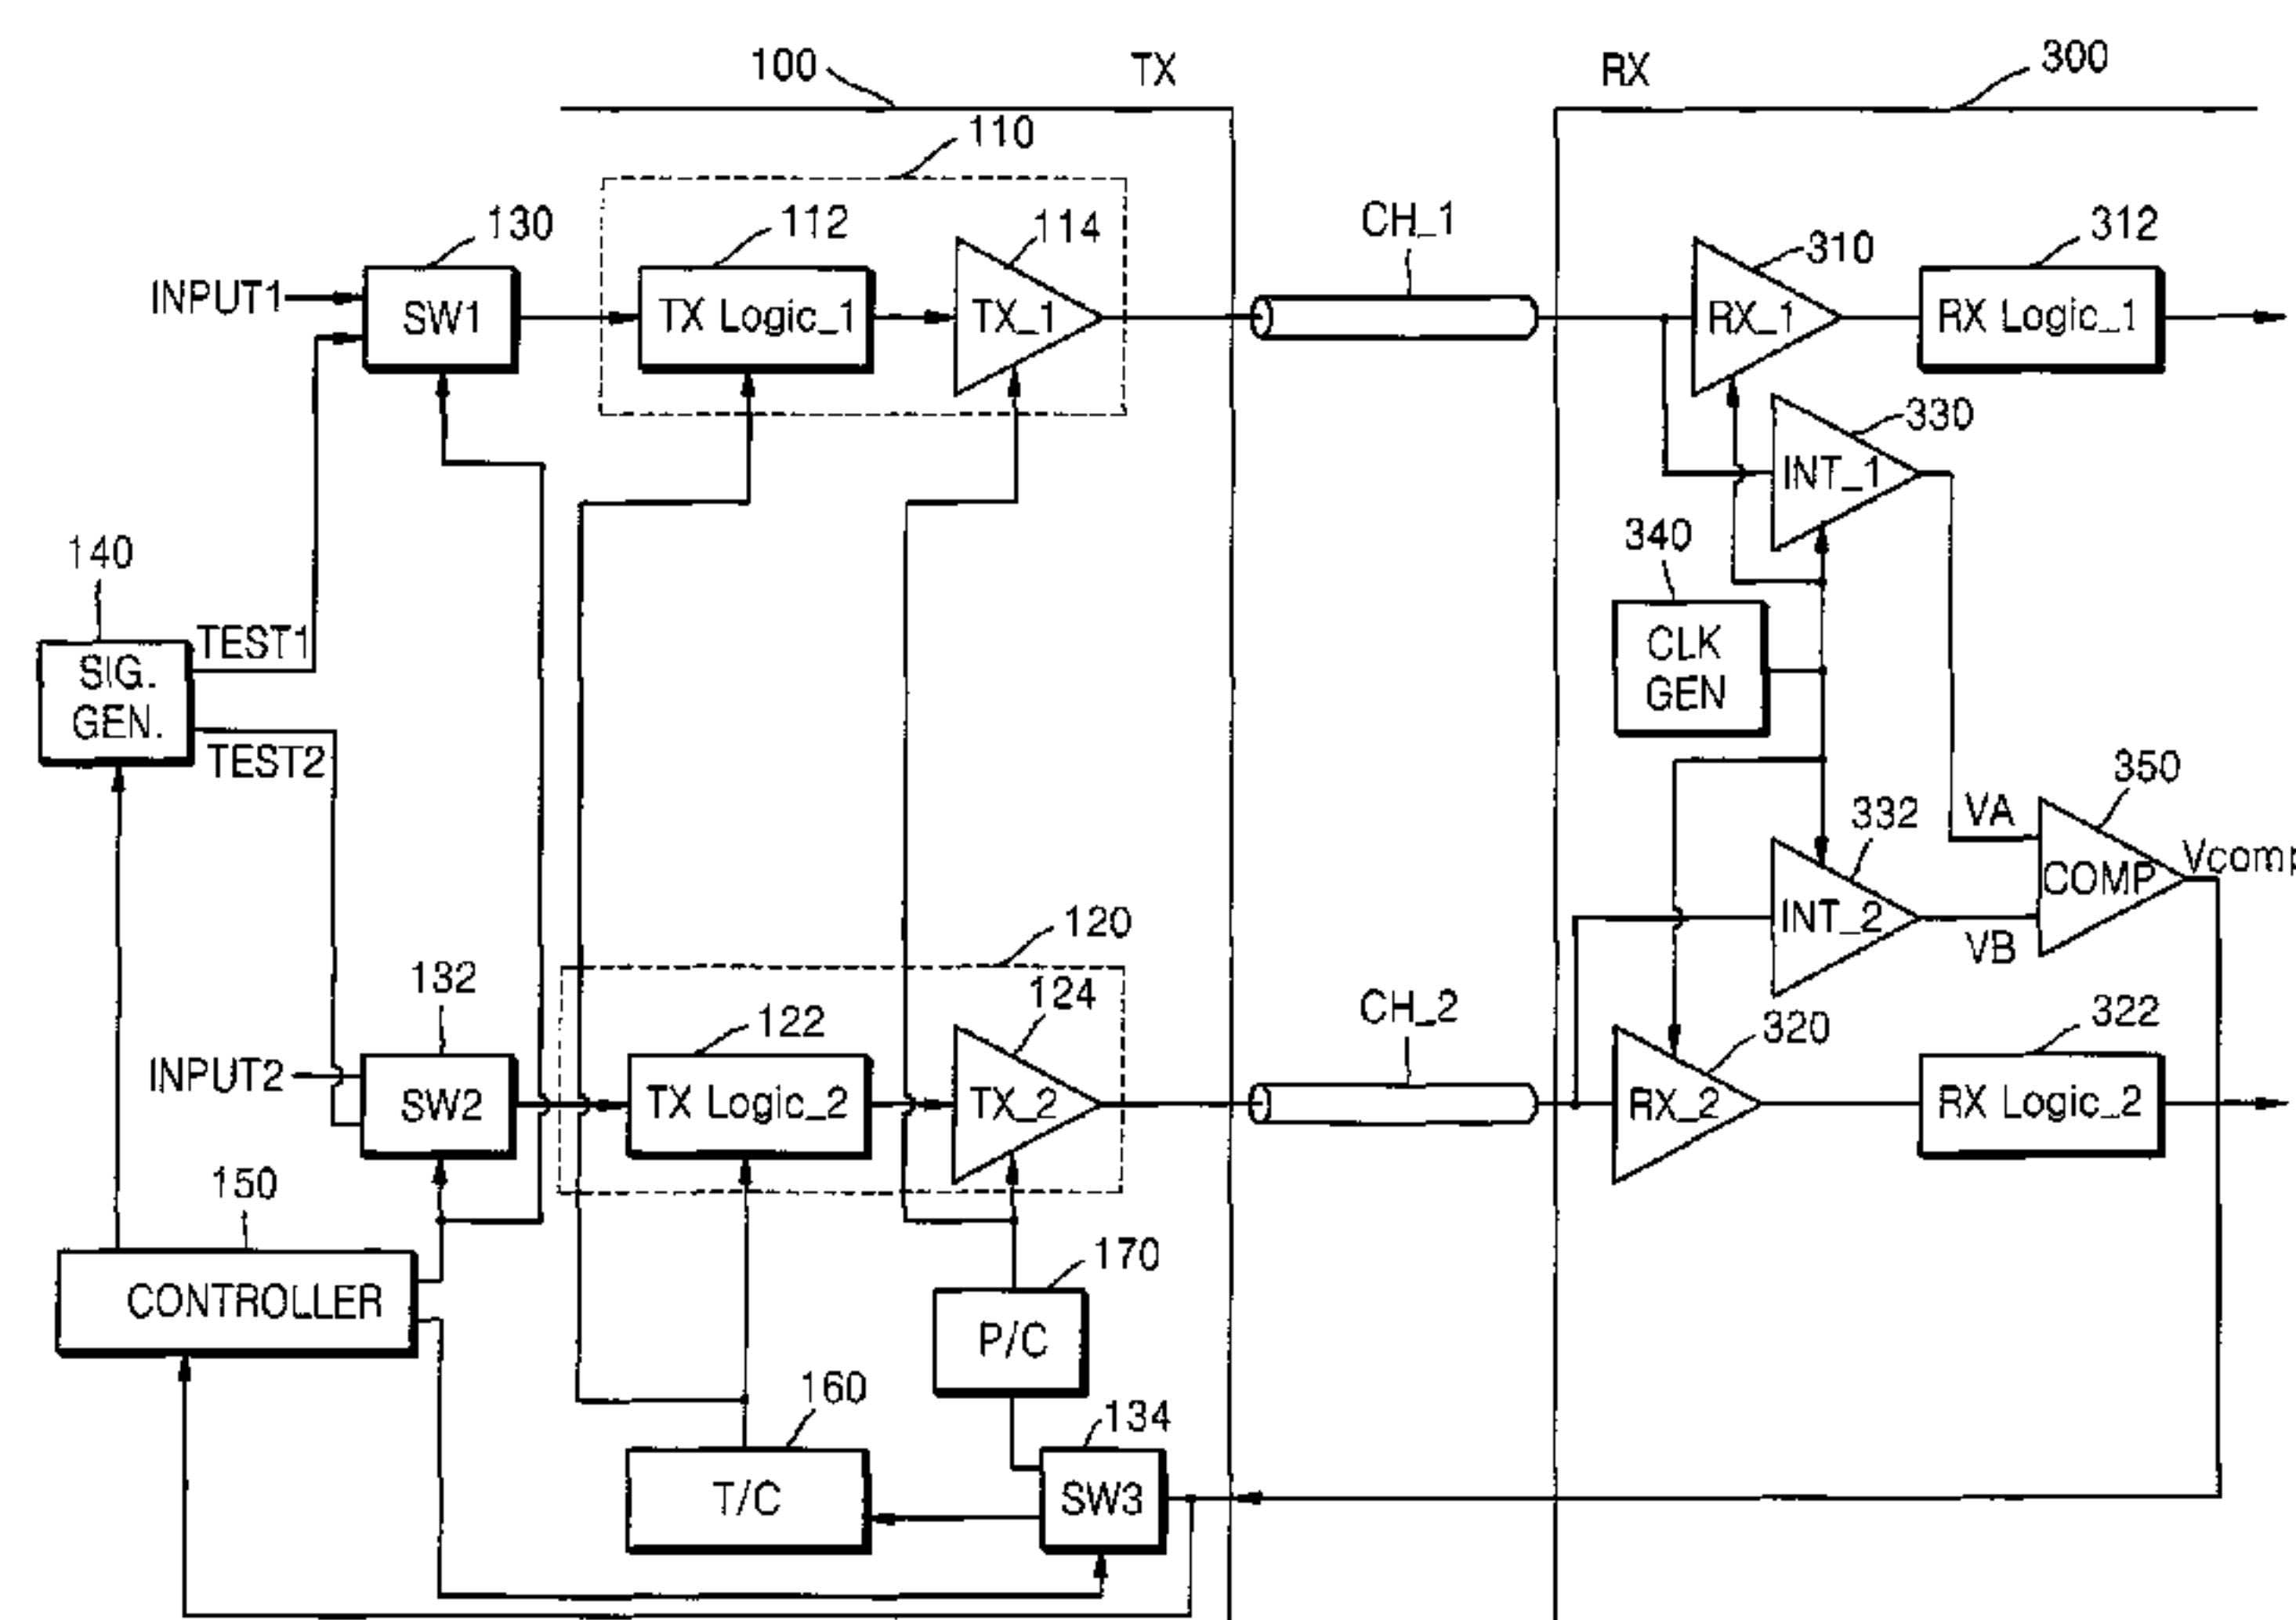 100
TX
RX
300
110
130
112
114
CH_1
310
312
INPUT1
SW1
TX Logic_1
TX_1
RX_1
RX Logic_1
330
INT_1
140
340
TEST1
SIG.
GEN.
CLK
GEN
TEST2
350
VA
332
Vcomp
COMP
120
INT_2
VB
132
124
CH_2
122
320
322
INPUT2
SW2
TX Logic_2
TX_2
RX_2
RX Logic_2
150
170
CONTROLLER
P/C
160
134
T/C
SW3